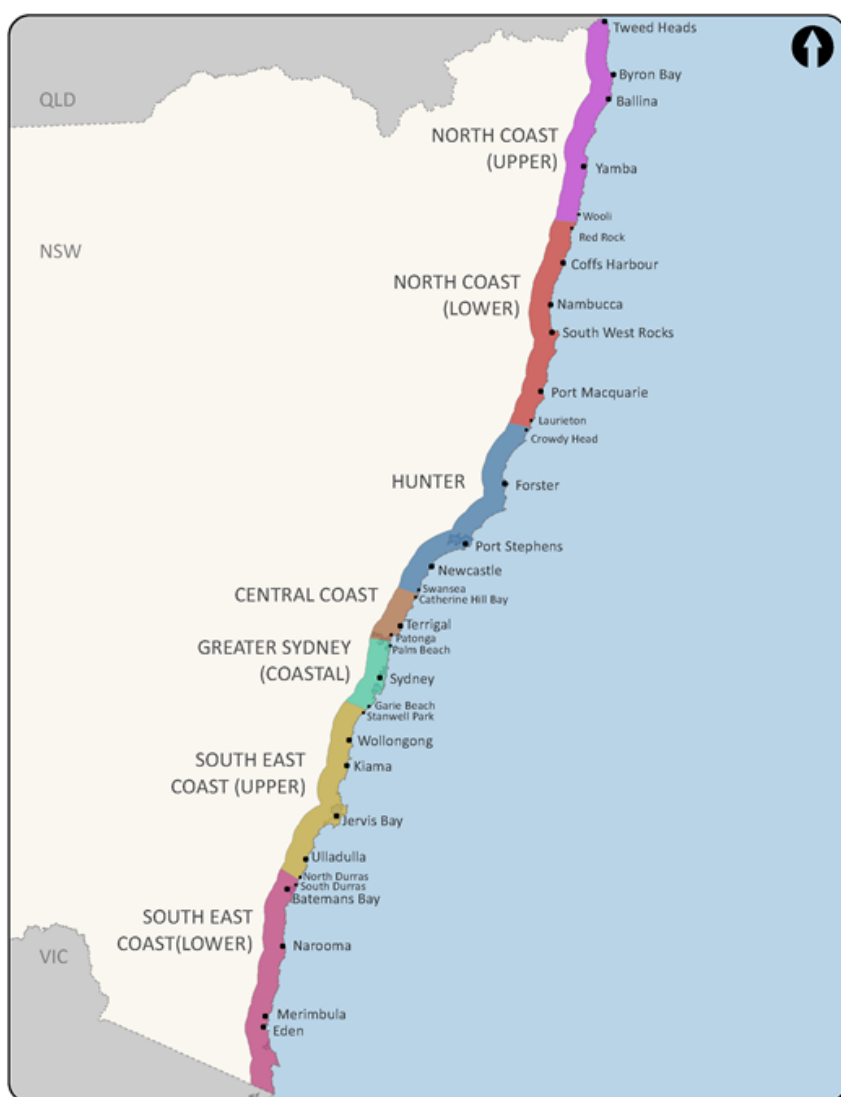 Tweed Heads
QLD
Byron Bay
Ballina
NORTH COAST
(UPPER)
Yamba
Wooli
Red Rock
NSW
Coffs Harbour
NORTH COAST
(LOWER)
Nambucca
South West Rocks
Port Macquarie
Laurieton
Crowdy Head
HUNTER
Forster
Port Stephens
Newcastle
Swansea
CENTRAL COAST
Catherine Hill Bay
Terrigal
Patonga
GREATER SYDNEY
(COASTAL)
Palm Beach
Sydney
Garie Beach
Stanwell Park
Wollongong
SOUTH EAST
COAST (UPPER)
Kiama
Jervis Bay
Ulladulla
North Durras
South Durras
Batemans Bay
SOUTH EAST
COAST(LOWER)
Narooma
VIC
Merimbula
Eden